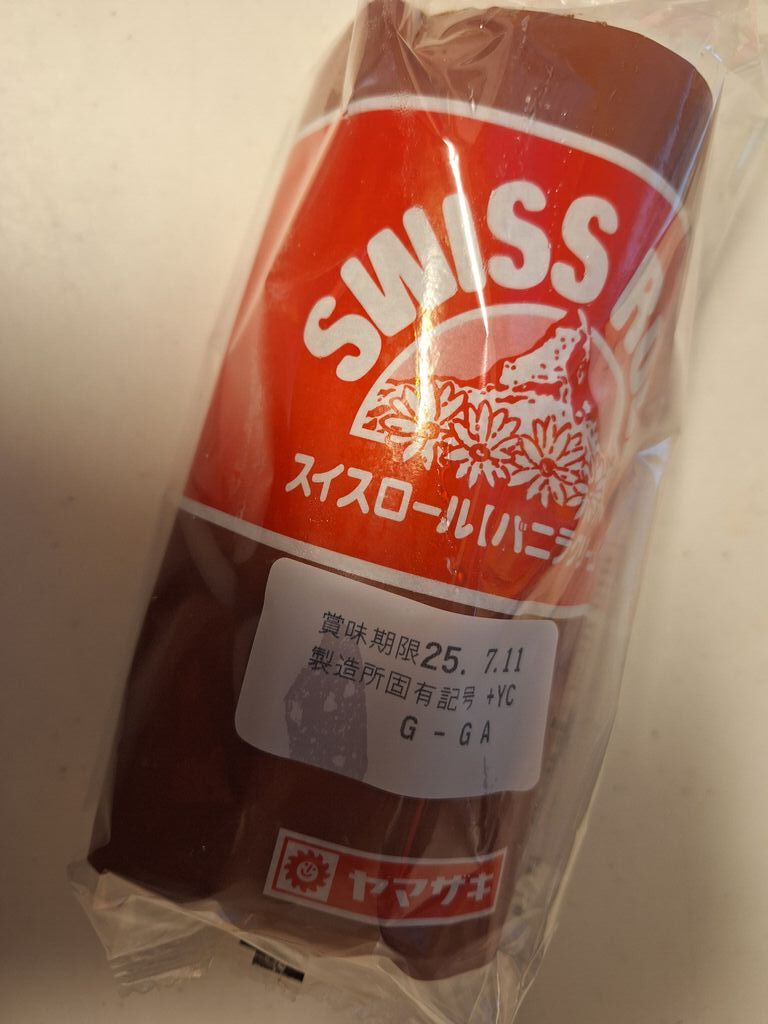 SWISS
スイスロール(バニラ
賞味期限25. 7.11
製造所固有記号 +YC
G - GA
ヤマザキ